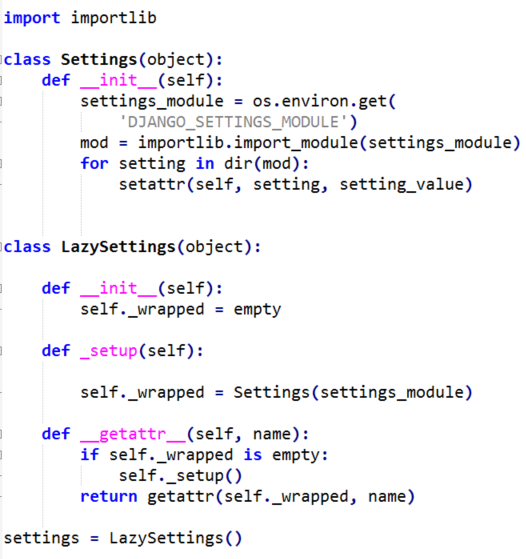 import importlib
class Settings(object):
    def __init__(self):
        settings_module = os.environ.get(
            'DJANGO_SETTINGS_MODULE')
        mod = importlib.import_module(settings_module)
        for setting in dir(mod):
            setattr(self, setting, setting_value)
class LazySettings(object):
    def __init__(self):
        self._wrapped = empty
    def _setup(self):
        self._wrapped = Settings(settings_module)
    def __getattr__(self, name):
        if self._wrapped is empty:
            self._setup()
        return getattr(self._wrapped, name)
settings = LazySettings()